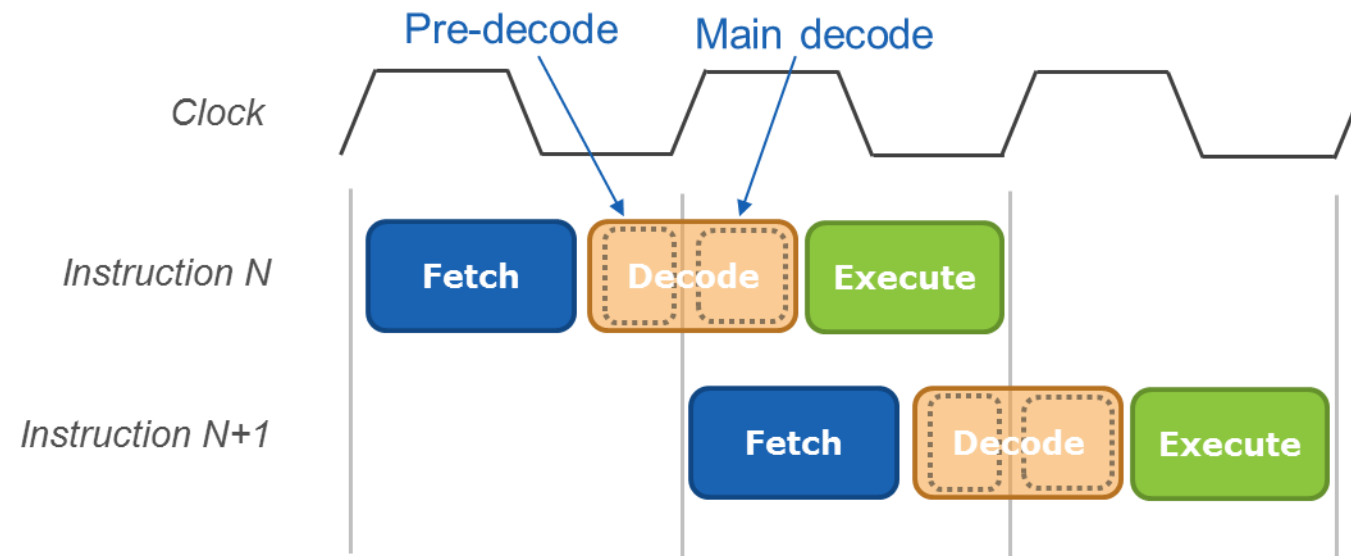 Pre-decode
Main decode
Clock
Instruction N
Fetch
Decode
Execute
Instruction N+1
Fetch
Decode
Execute